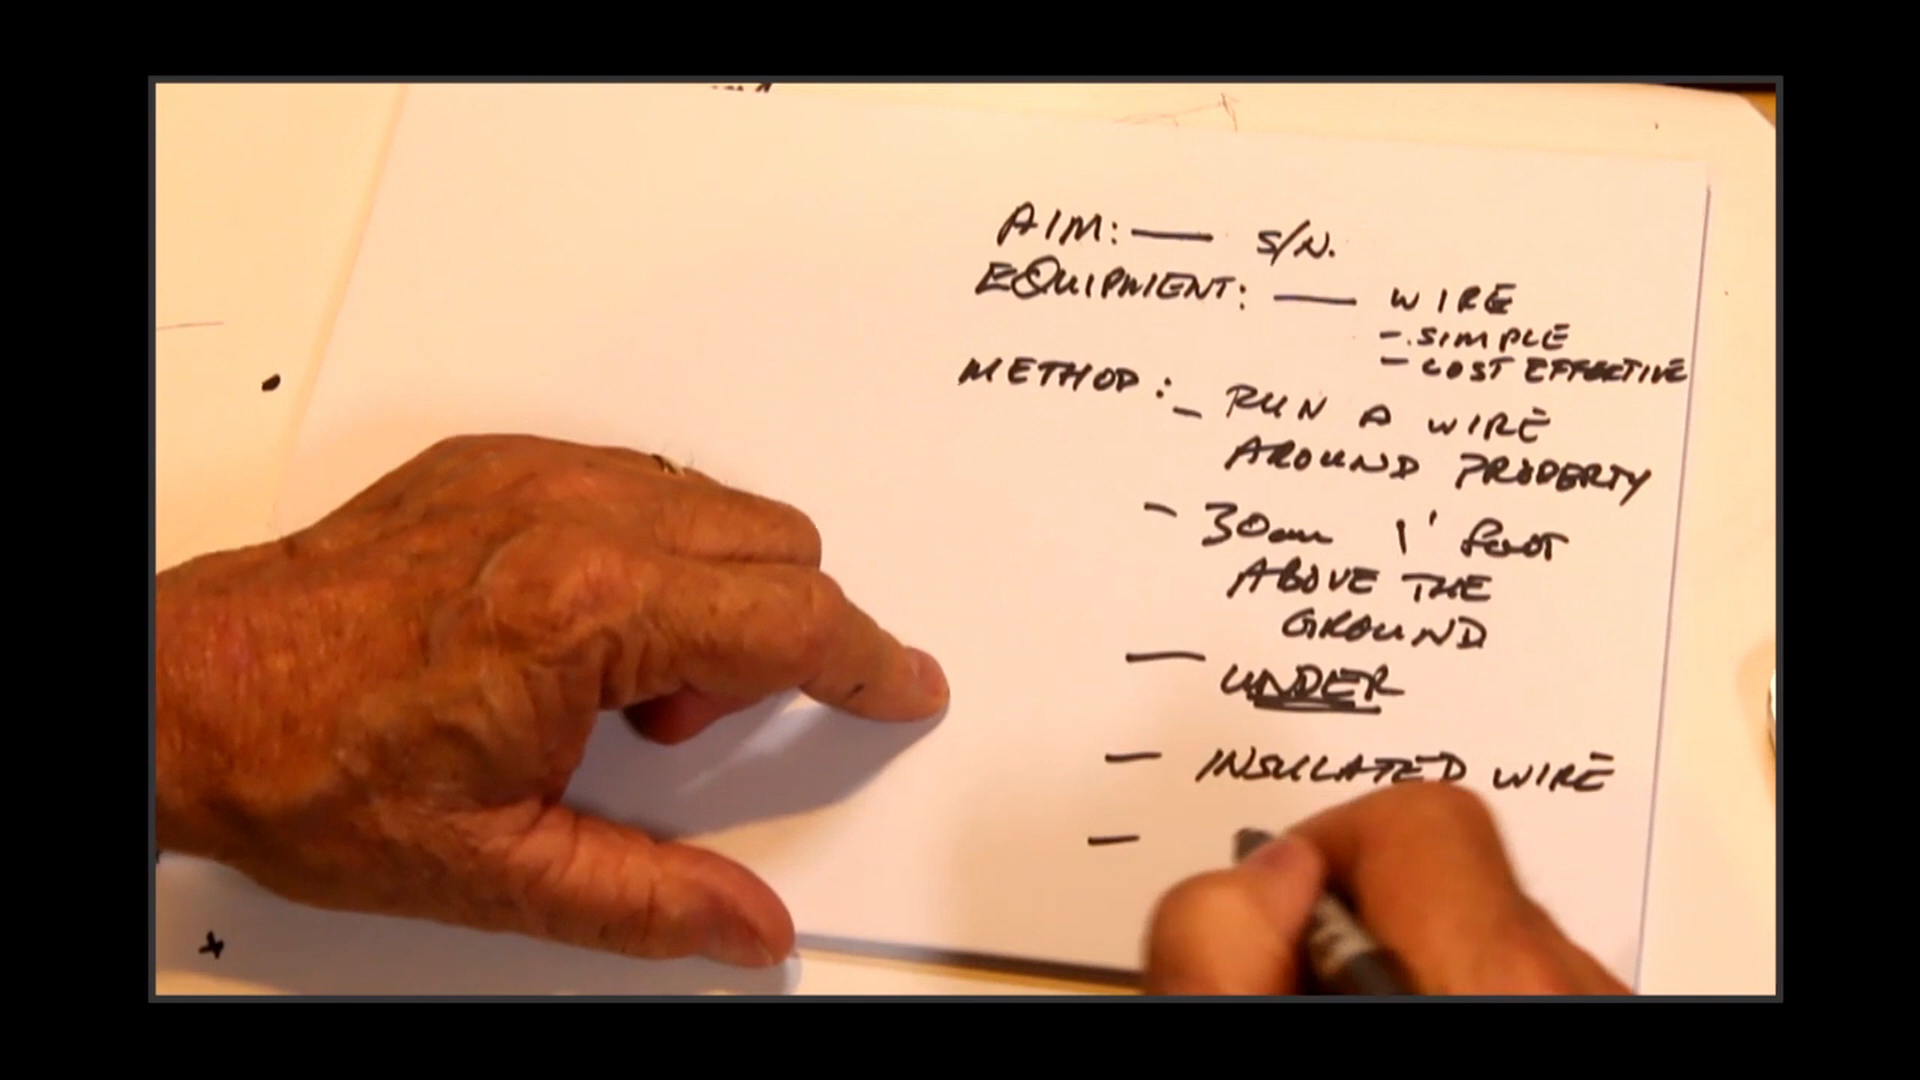 AIM: — S/N.
EQUIPMENT: — WIRE
- SIMPLE
- COST EFFECTIVE
METHOD: - RUN A WIRE
AROUND PROPERTY
- 30cm 1' foot
ABOVE THE
GROUND
— UNDER
— INSULATED WIRE
—